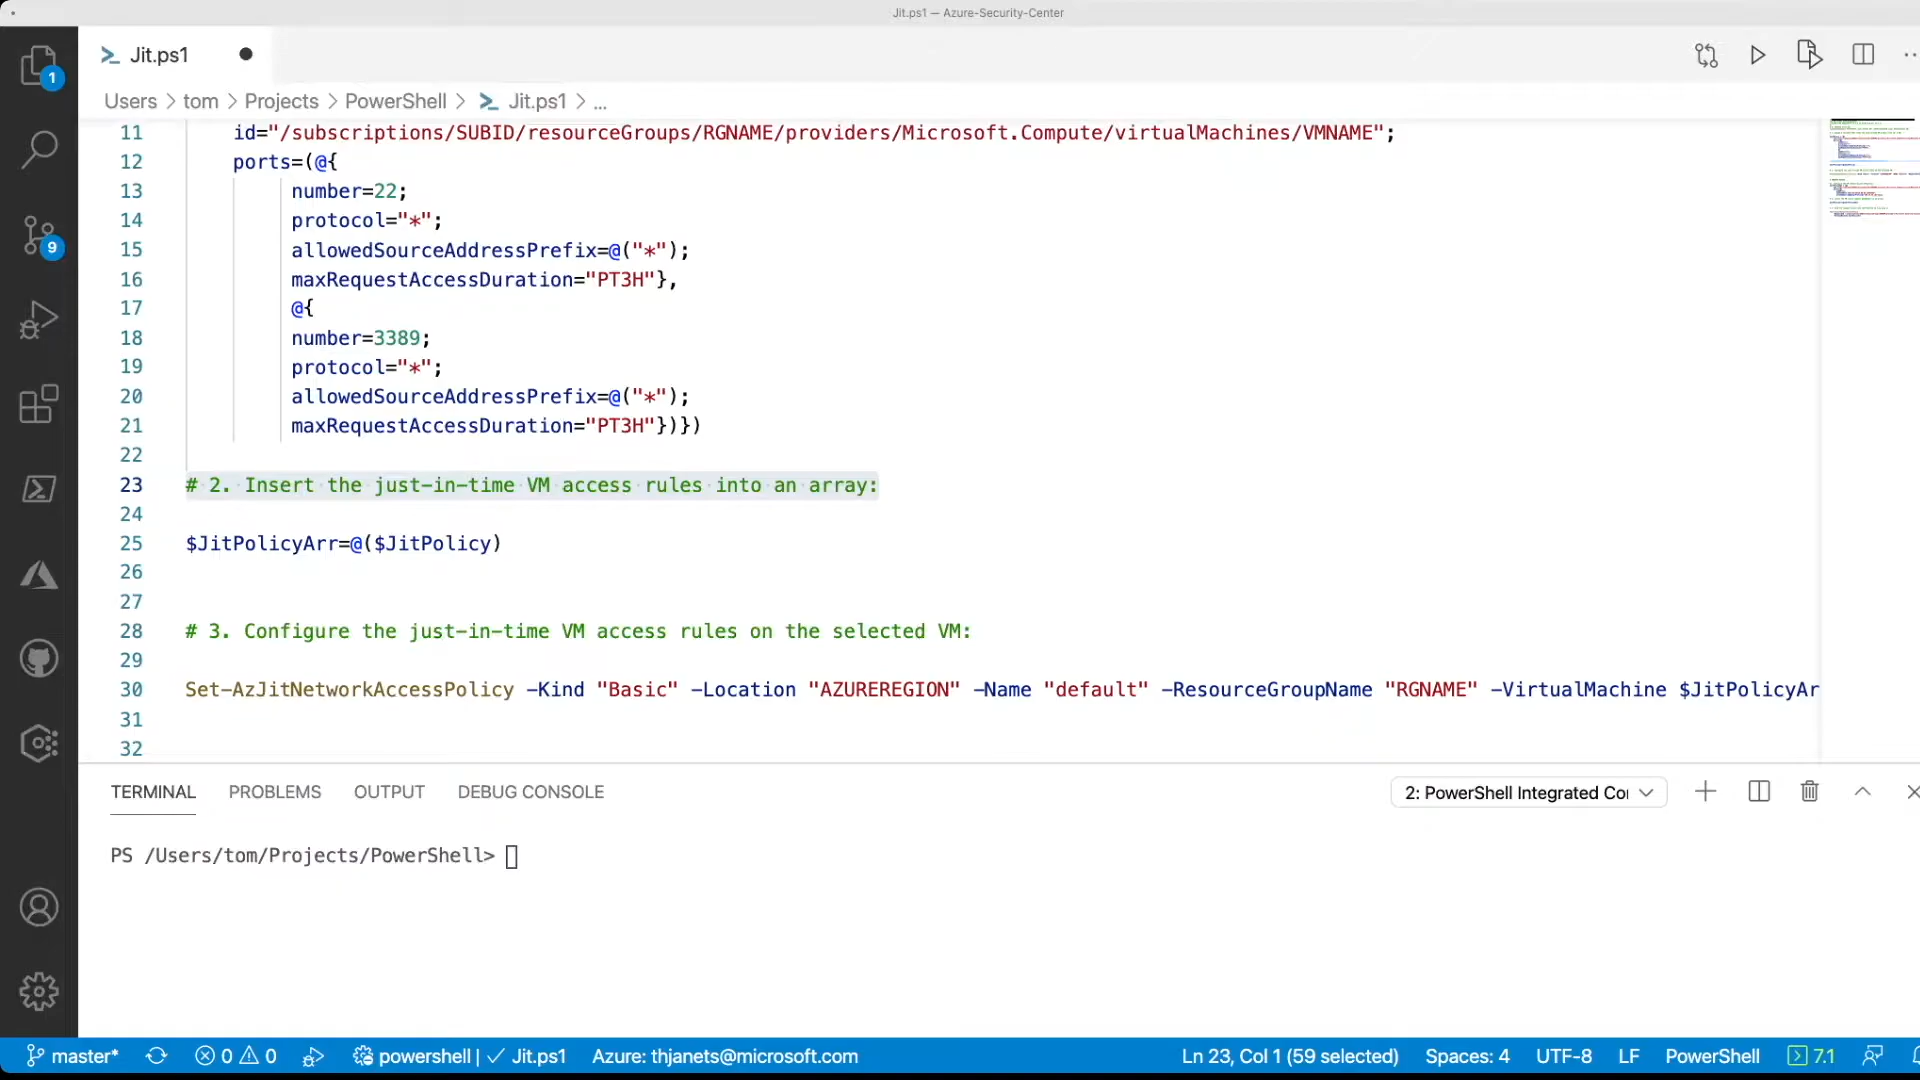 Jit.ps1 — Azure-Security-Center
1
Jit.ps1
Users > tom > Projects > PowerShell > Jit.ps1 > ...
11 id="/subscriptions/SUBID/resourceGroups/RGNAME/providers/Microsoft.Compute/virtualMachines/VMNAME";
12 ports=(@{
13 number=22;
14 protocol="*";
15 allowedSourceAddressPrefix=@("*");
16 maxRequestAccessDuration="PT3H"},
9
17 @{
18 number=3389;
19 protocol="*";
20 allowedSourceAddressPrefix=@("*");
21 maxRequestAccessDuration="PT3H"})})
22
23 # 2. Insert the just-in-time VM access rules into an array:
24
25 $JitPolicyArr=@($JitPolicy)
26
27
28 # 3. Configure the just-in-time VM access rules on the selected VM:
29
30 Set-AzJitNetworkAccessPolicy -Kind "Basic" -Location "AZUREREGION" -Name "default" -ResourceGroupName "RGNAME" -VirtualMachine $JitPolicyAr
31
32
TERMINAL PROBLEMS OUTPUT DEBUG CONSOLE 2: PowerShell Integrated Co
PS /Users/tom/Projects/PowerShell>
master* 0 0 powershell | ✓ Jit.ps1 Azure: thjanets@microsoft.com Ln 23, Col 1 (59 selected) Spaces: 4 UTF-8 LF PowerShell 7.1